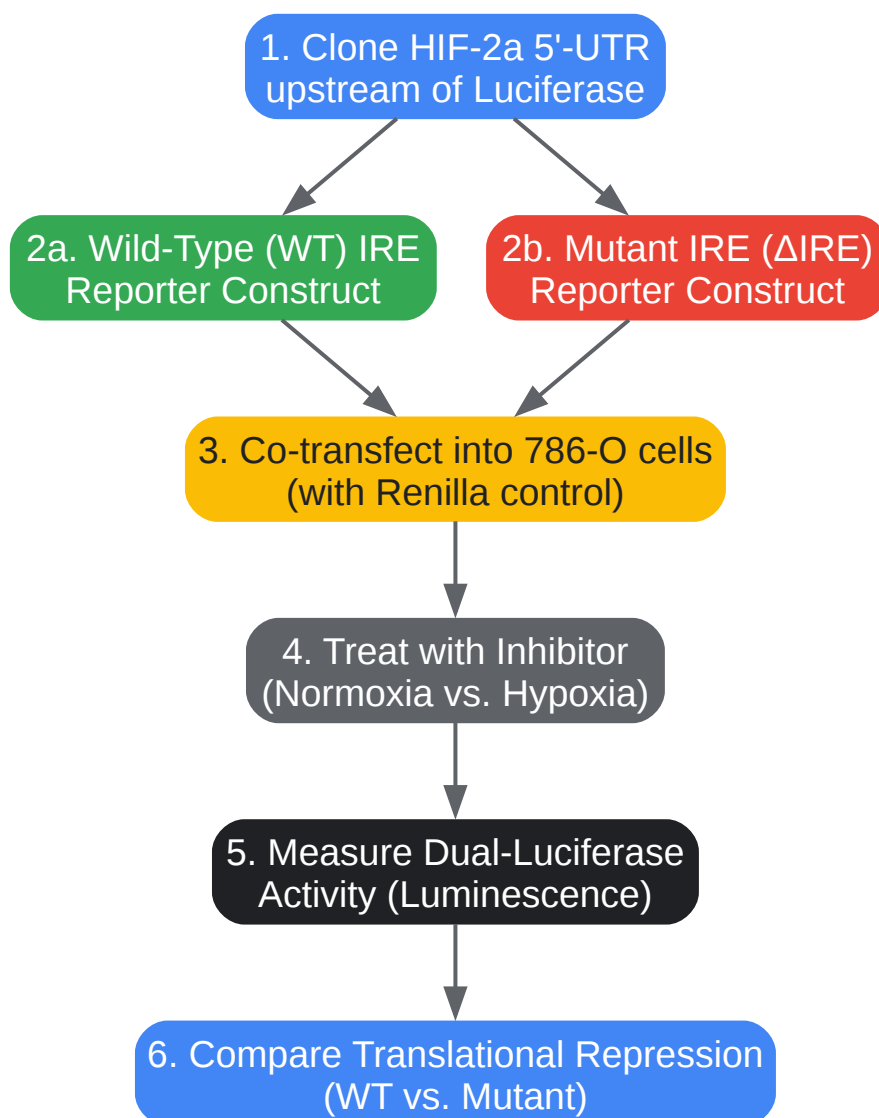 1. Clone HIF-2a 5'-UTR
upstream of Luciferase
2a. Wild-Type (WT) IRE
Reporter Construct
2b. Mutant IRE (ΔIRE)
Reporter Construct
3. Co-transfect into 786-O cells
(with Renilla control)
4. Treat with Inhibitor
(Normoxia vs. Hypoxia)
5. Measure Dual-Luciferase
Activity (Luminescence)
6. Compare Translational Repression
(WT vs. Mutant)